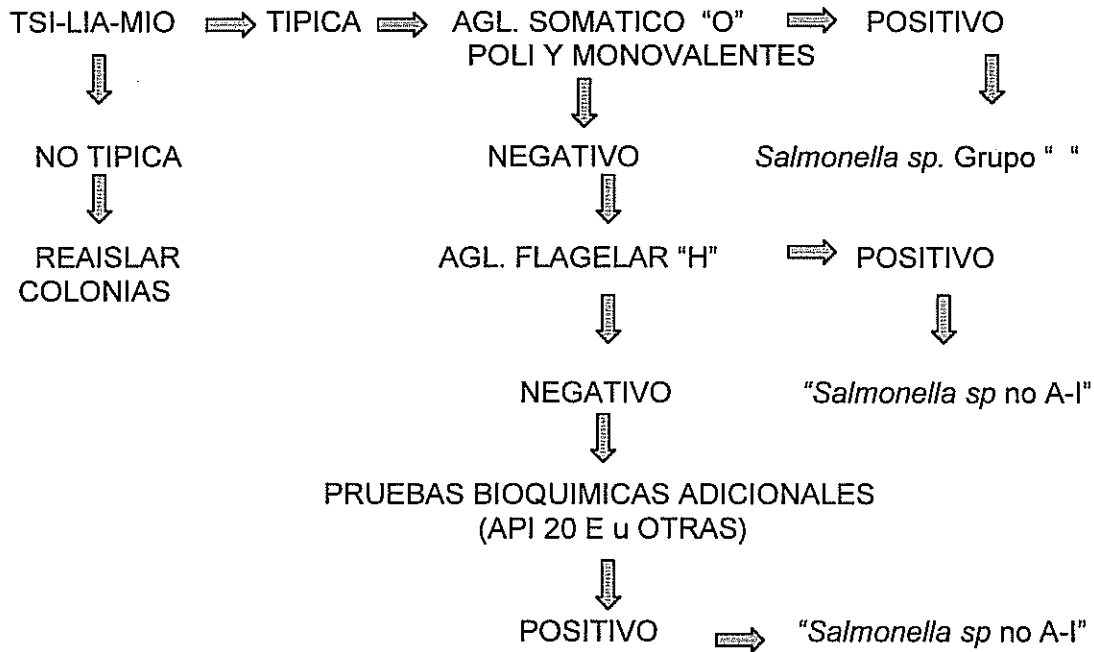 TSI-LIA-MIO TIPICA AGL. SOMATICO "O" POSITIVO
POLI Y MONOVALENTES
NO TIPICA NEGATIVO Salmonella sp. Grupo " "
REAISLAR AGL. FLAGELAR "H" POSITIVO
COLONIAS
NEGATIVO "Salmonella sp no A-I"
PRUEBAS BIOQUIMICAS ADICIONALES
(API 20 E u OTRAS)
POSITIVO "Salmonella sp no A-I"